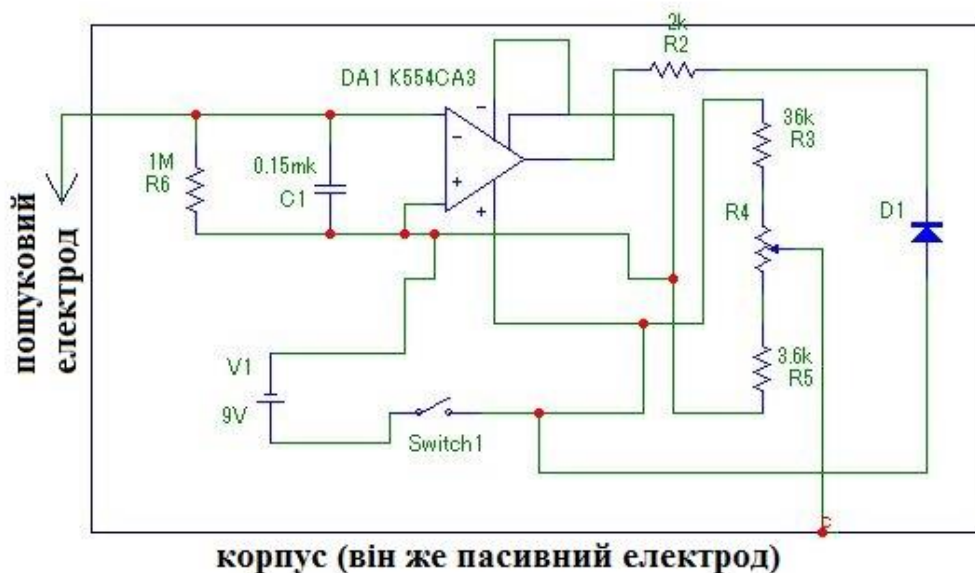 2k
R2
DA1 K554CA3
36k
R3
1M
R6
0.15mk
C1
R4
D1
пошуковий
електрод
V1
9V
3.6k
R5
Switch1
корпус (він же пасивний електрод)